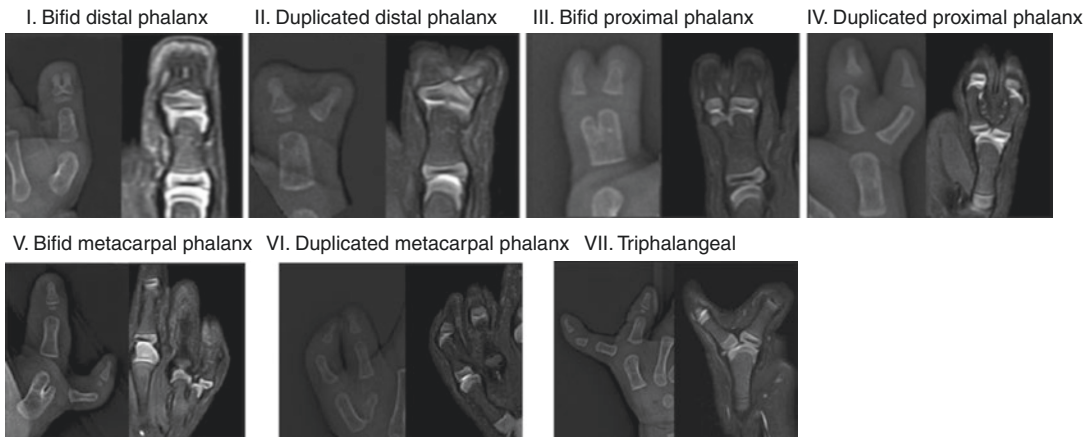 I. Bifid distal phalanx
II. Duplicated distal phalanx
III. Bifid proximal phalanx
IV. Duplicated proximal phalanx
V. Bifid metacarpal phalanx
VI. Duplicated metacarpal phalanx
VII. Triphalangeal